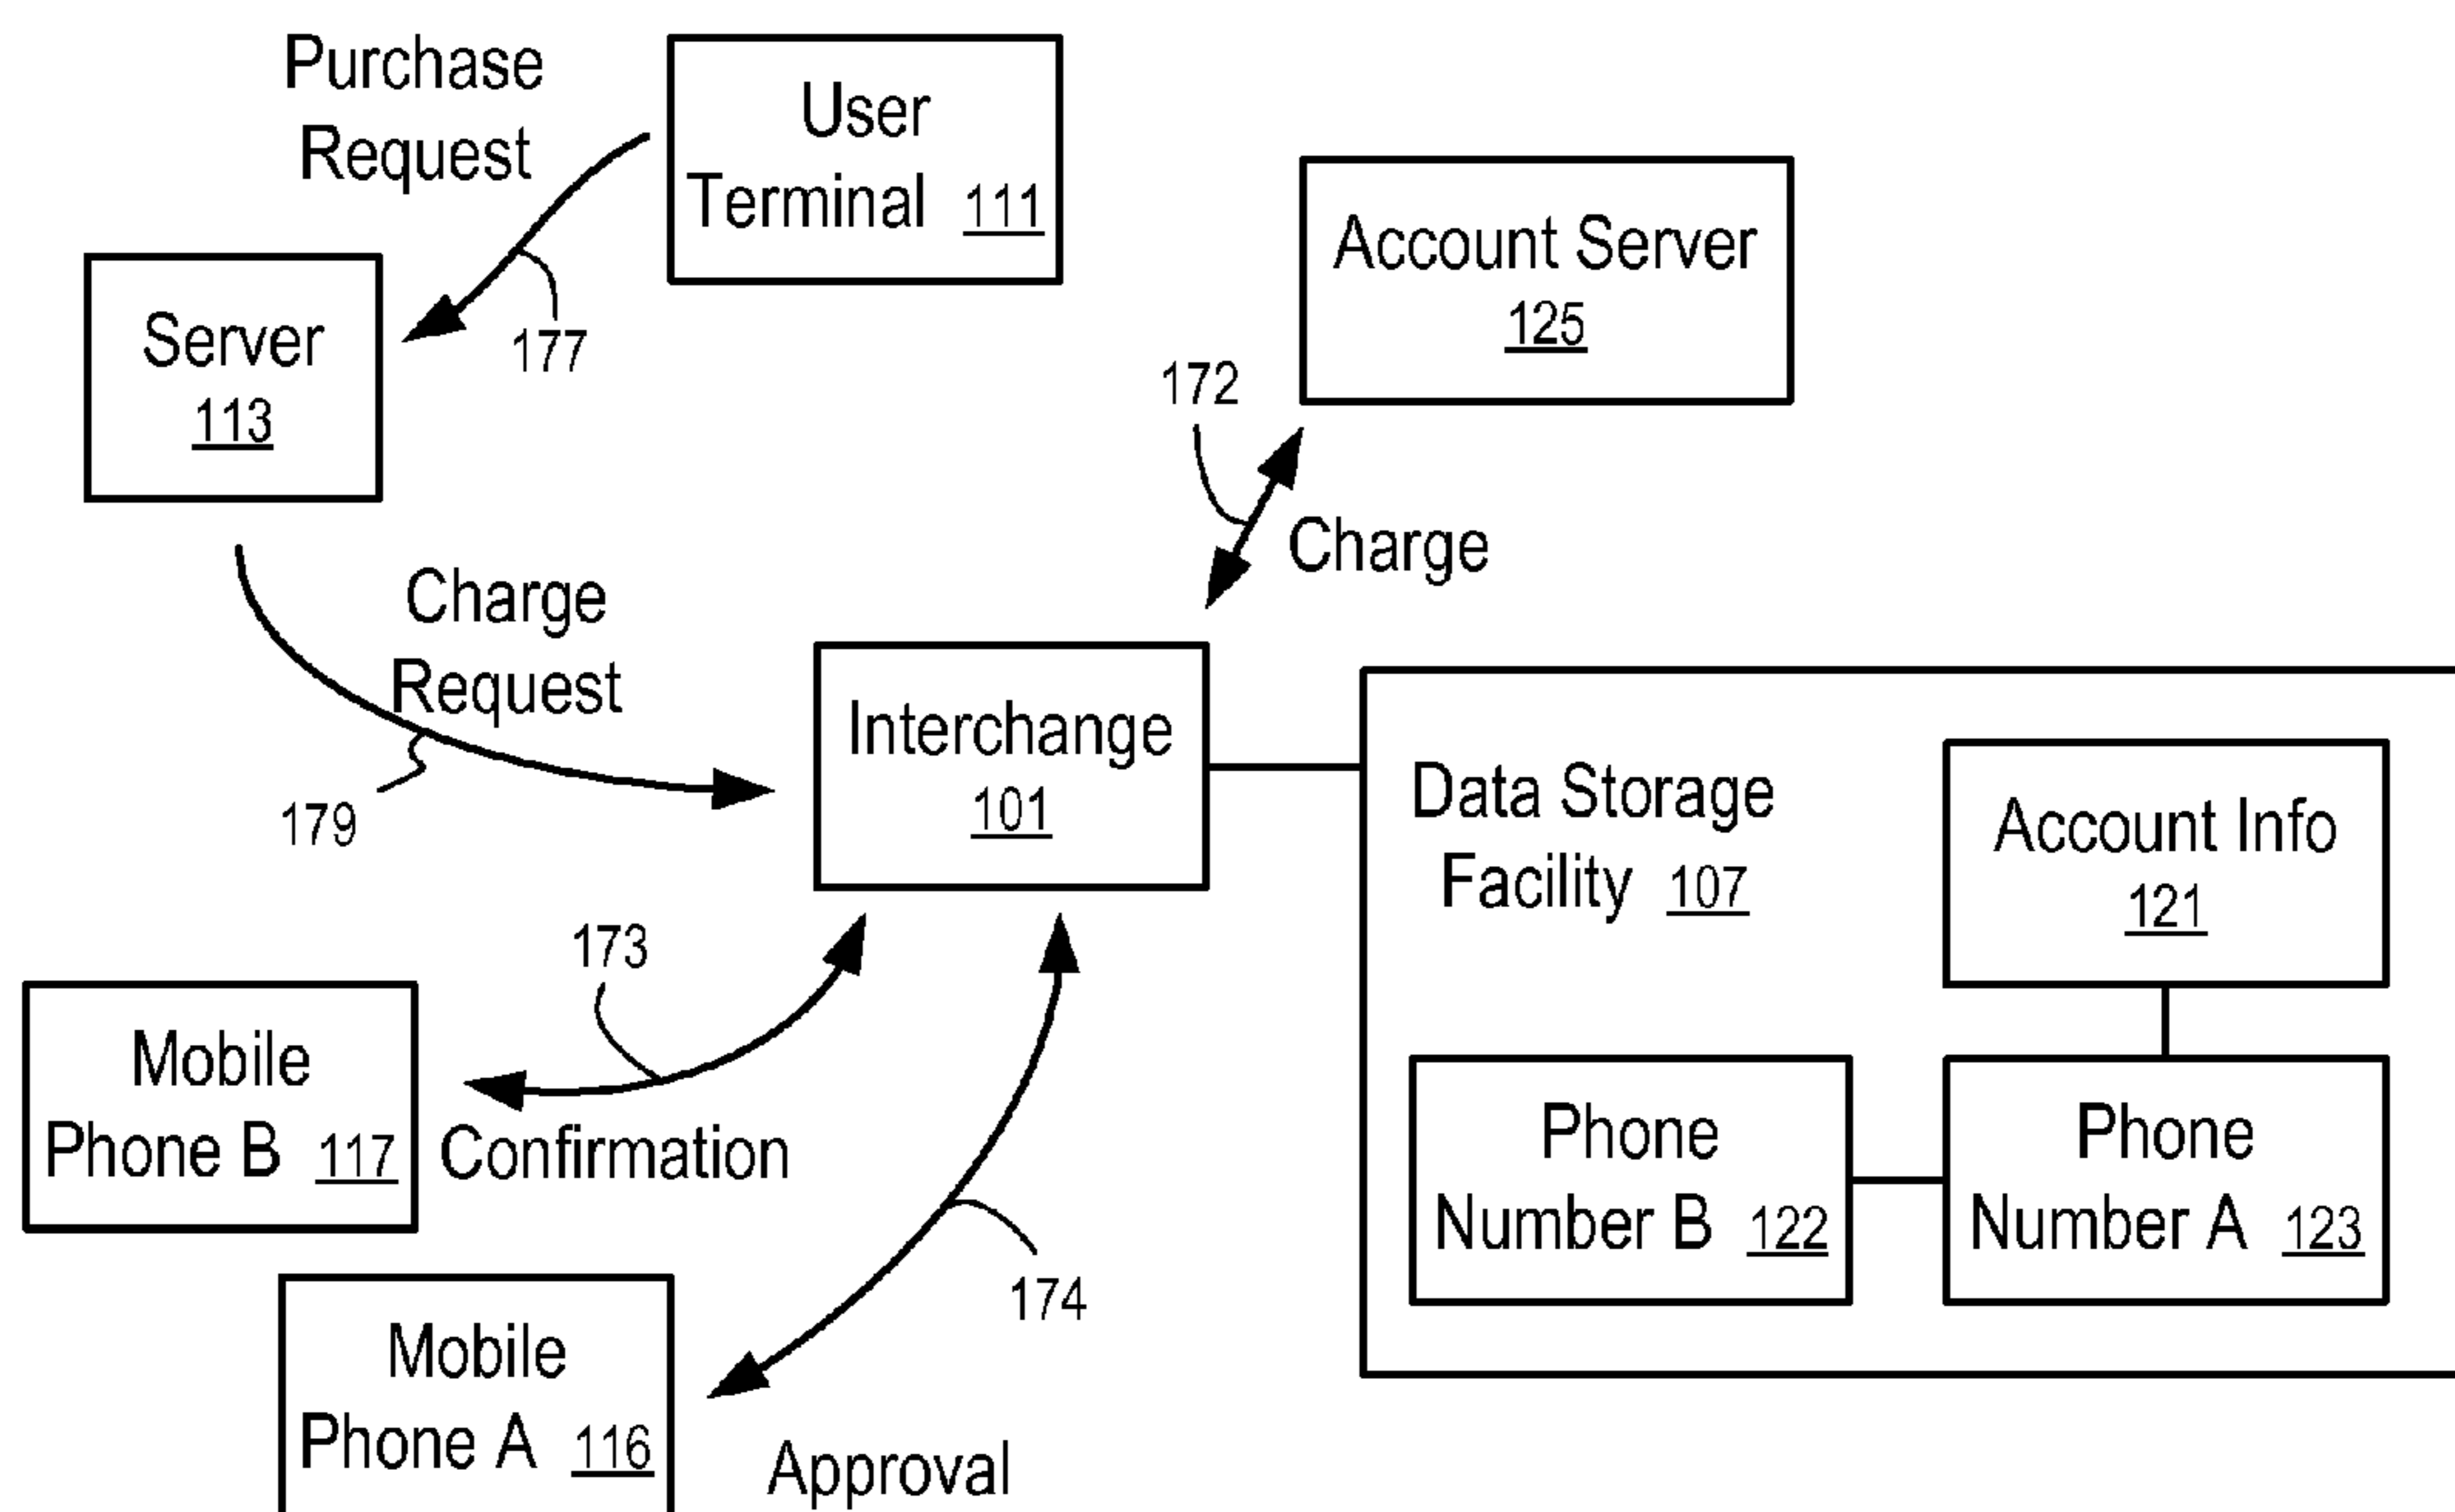 Purchase
Request
User
Terminal 111
177
Server
113
Account Server
125
172
Charge
Charge
Request
179
Interchange
101
Data Storage
Facility 107
Account Info
121
173
Mobile
Phone B 117
Confirmation
Phone
Number B 122
Phone
Number A 123
174
Mobile
Phone A 116
Approval